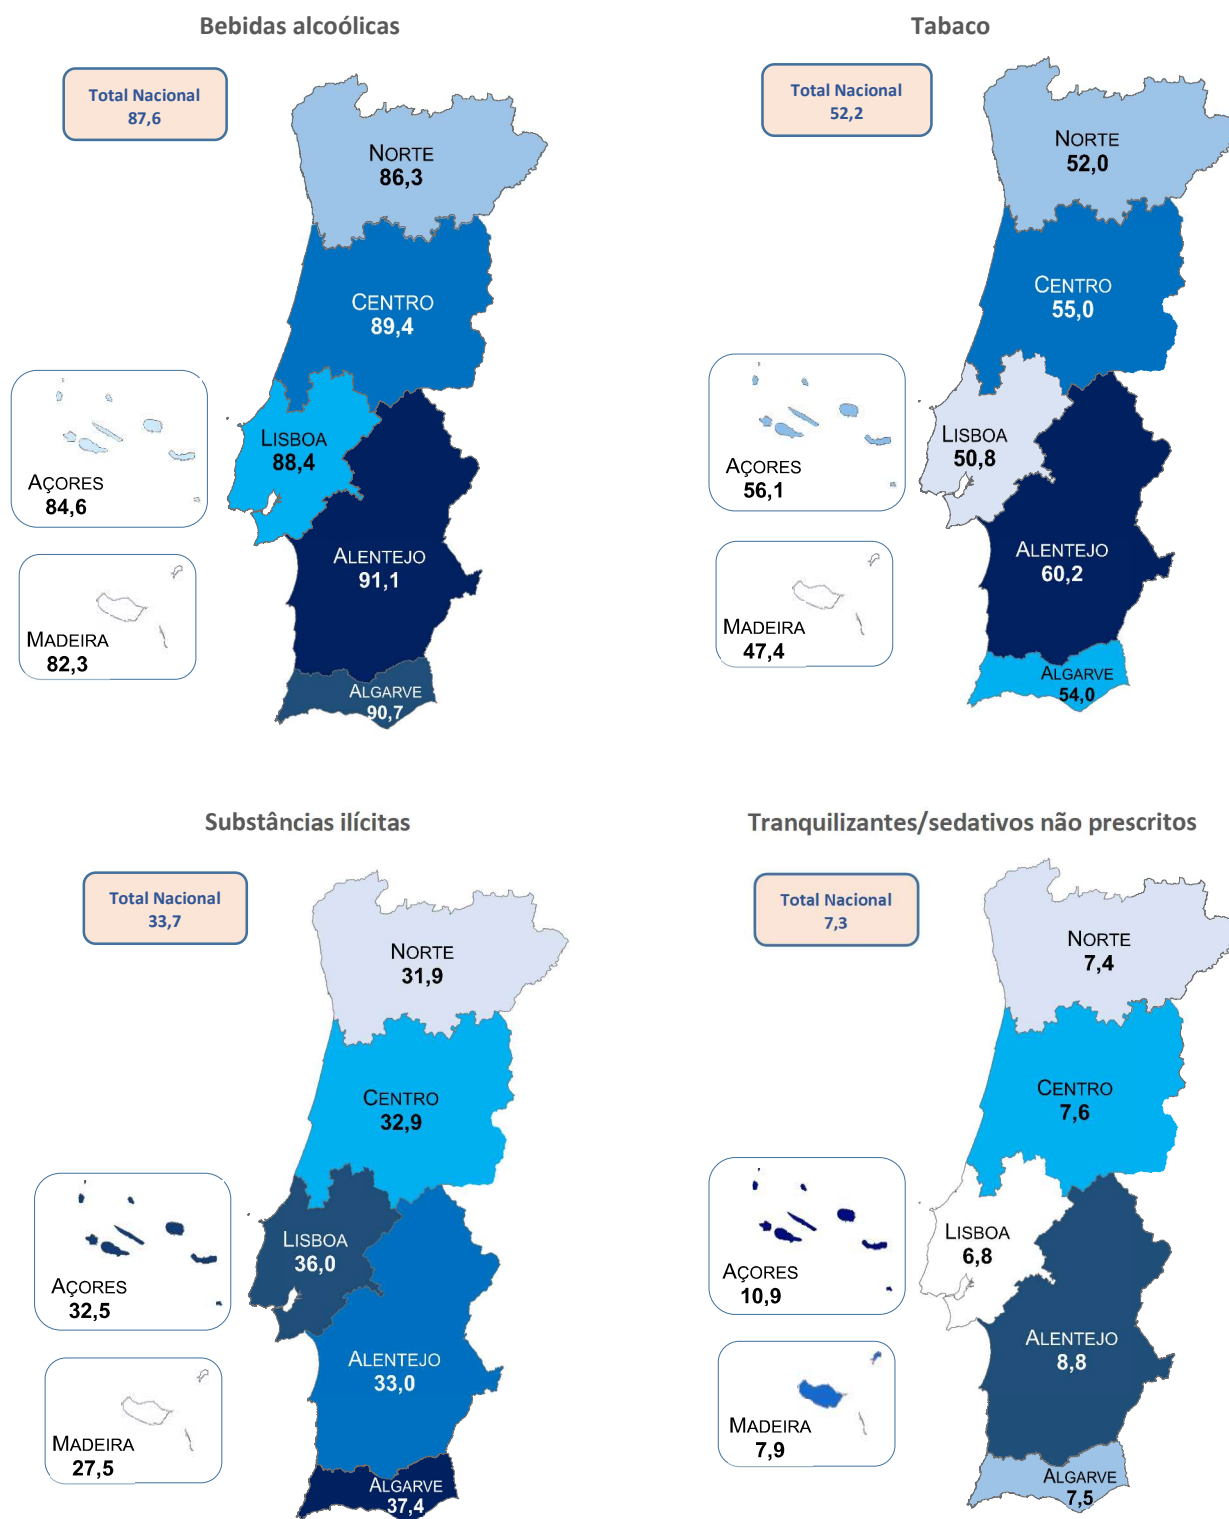 Bebidas alcoólicas
Total Nacional
87,6
NORTE
86,3
CENTRO
89,4
LISBOA
88,4
AÇORES
84,6
ALENTEJO
91,1
MADEIRA
82,3
ALGARVE
90,7
Tabaco
Total Nacional
52,2
NORTE
52,0
CENTRO
55,0
LISBOA
50,8
AÇORES
56,1
ALENTEJO
60,2
MADEIRA
47,4
ALGARVE
54,0
Substâncias ilícitas
Total Nacional
33,7
NORTE
31,9
CENTRO
32,9
LISBOA
36,0
AÇORES
32,5
ALENTEJO
33,0
MADEIRA
27,5
ALGARVE
37,4
Tranquilizantes/sedativos não prescritos
Total Nacional
7,3
NORTE
7,4
CENTRO
7,6
LISBOA
6,8
AÇORES
10,9
ALENTEJO
8,8
MADEIRA
7,9
ALGARVE
7,5